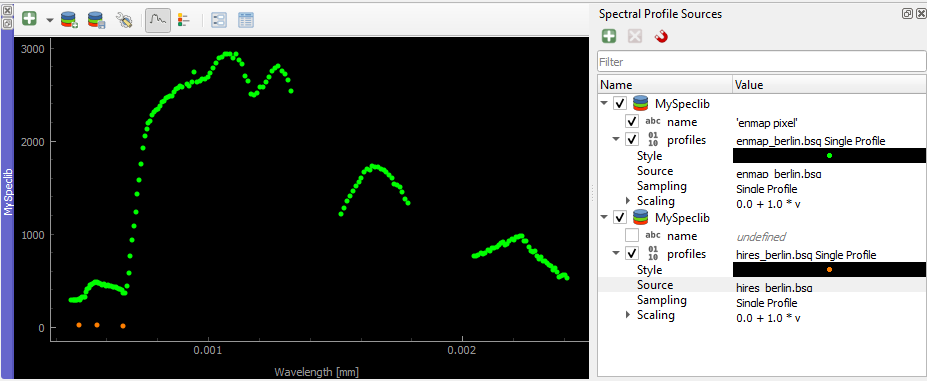 Spectral Profile Sources
Filter
Name Value
MySpeclib
name 'enmap pixel'
profiles enmap_berlin.bsq Single Profile
Style
Source enmap_berlin.bsq
Sampling Single Profile
Scaling 0.0 + 1.0 * v
MySpeclib
name undefined
profiles hires_berlin.bsq Single Profile
Style
Source hires_berlin.bsq
Sampling Single Profile
Scaling 0.0 + 1.0 * v
MySpeclib
3000
2000
1000
0
0.001 0.002
Wavelength [mm]
abc
01
10
abc
01
10